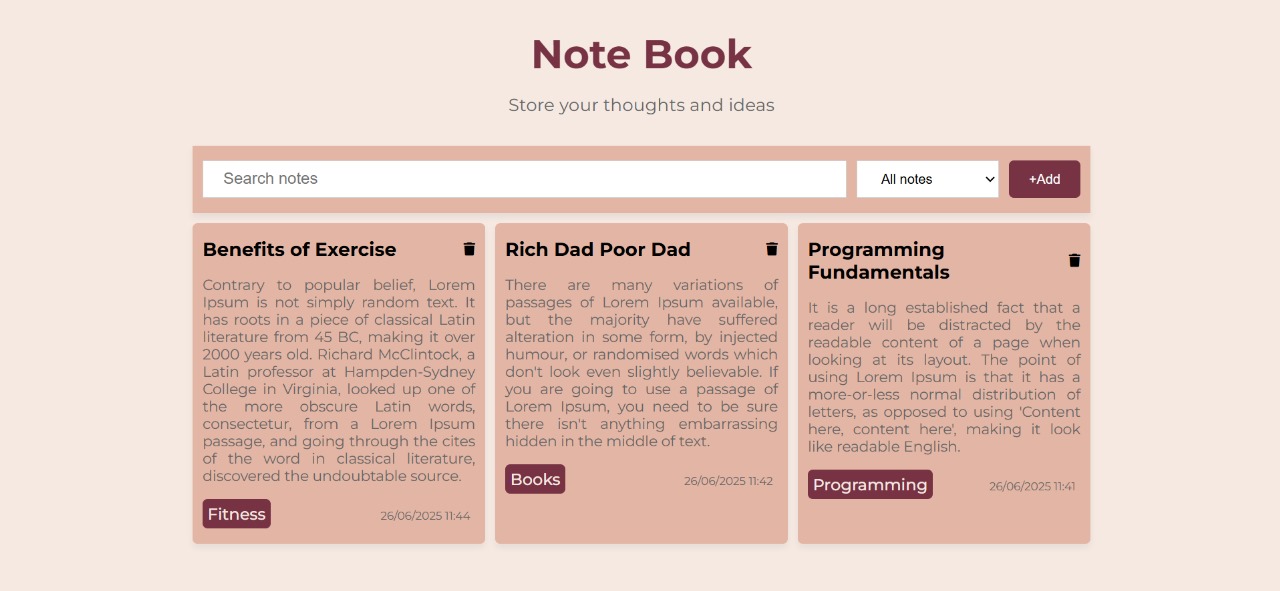 Note Book
Store your thoughts and ideas
Search notes
All notes
+Add
Benefits of Exercise
Contrary to popular belief, Lorem
Ipsum is not simply random text. It
has roots in a piece of classical Latin
literature from 45 BC, making it over
2000 years old. Richard McClintock, a
Latin professor at Hampden-Sydney
College in Virginia, looked up one of
the more obscure Latin words,
consectetur, from a Lorem Ipsum
passage, and going through the cites
of the word in classical literature,
discovered the undoubtable source.
Fitness
26/06/2025 11:44
Rich Dad Poor Dad
There are many variations of
passages of Lorem Ipsum available,
but the majority have suffered
alteration in some form, by injected
humour, or randomised words which
don't look even slightly believable. If
you are going to use a passage of
Lorem Ipsum, you need to be sure
there isn't anything embarrassing
hidden in the middle of text.
Books
26/06/2025 11:42
Programming
Fundamentals
It is a long established fact that a
reader will be distracted by the
readable content of a page when
looking at its layout. The point of
using Lorem Ipsum is that it has a
more-or-less normal distribution of
letters, as opposed to using 'Content
here, content here', making it look
like readable English.
Programming
26/06/2025 11:41